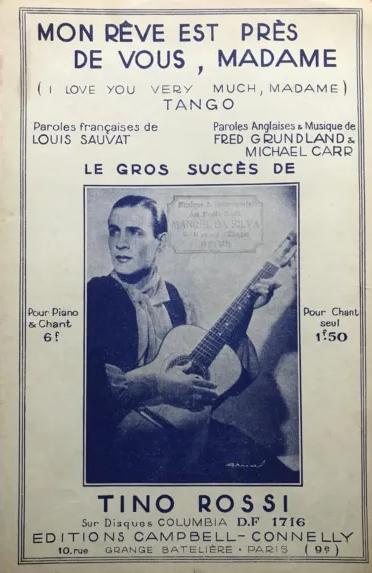 MON RÊVE EST PRÈS
DE VOUS, MADAME
(I LOVE YOU VERY MUCH, MADAME)
TANGO
Paroles françaises de
LOUIS SAUVAT
Paroles Anglaises & Musique de
FRED GRUNDLAND &
MICHAEL CARR
LE GROS SUCCÈS DE
MANUEL DA SILVA
Pour Piano
& Chant
6f
Pour Chant
seul
1f50
TINO ROSSI
Sur Disques COLUMBIA D.F 1716
EDITIONS CAMPBELL-CONNELLY
10, rue GRANGE BATELIÈRE - PARIS (9e)